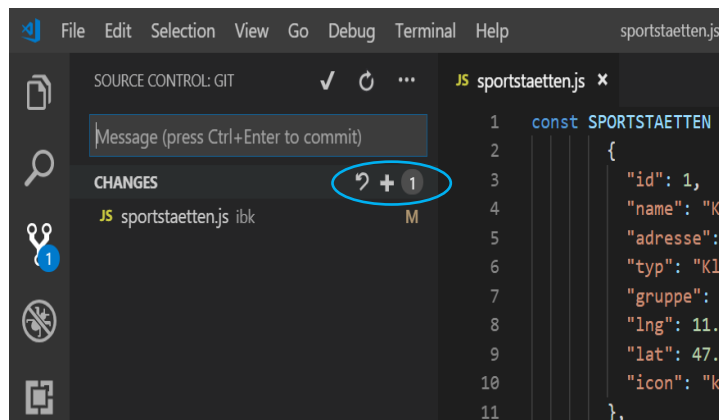 File Edit Selection View Go Debug Terminal Help sportstaetten.js
SOURCE CONTROL: GIT
Message (press Ctrl+Enter to commit)
CHANGES 1
JS sportstaetten.js ibk M
1
JS sportstaetten.js ×
1 const SPORTSTAETTEN
2 {
3 "id": 1,
4 "name": "K
5 "adresse":
6 "typ": "Kl
7 "gruppe":
8 "lng": 11.
9 "lat": 47.
10 "icon": "k
11 },